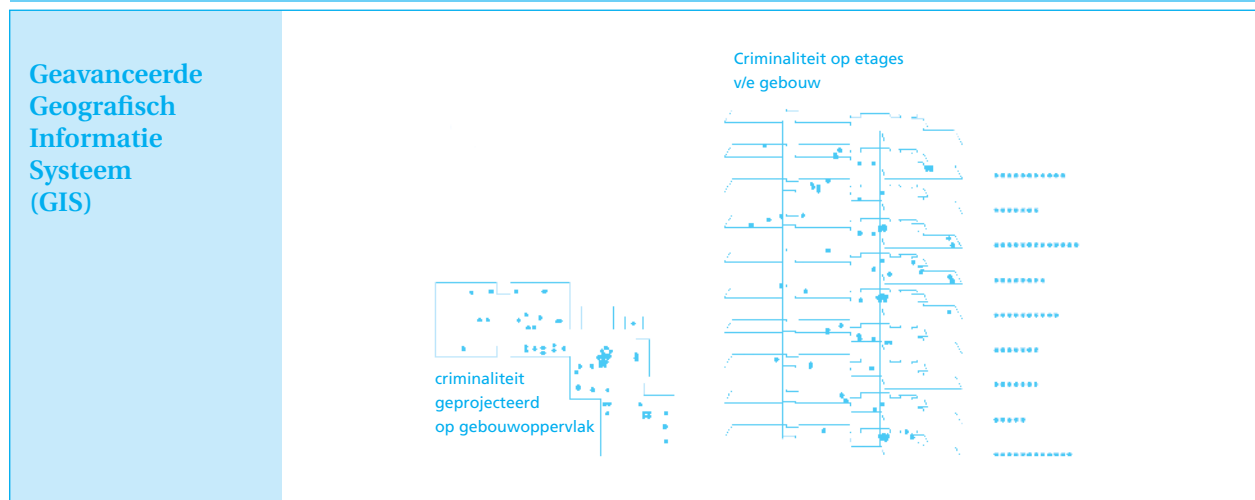 Geavanceerde
Geografisch
Informatie
Systeem
(GIS)
Criminaliteit op etages
v/e gebouw
criminaliteit
geprojecteerd
op gebouwoppervlak